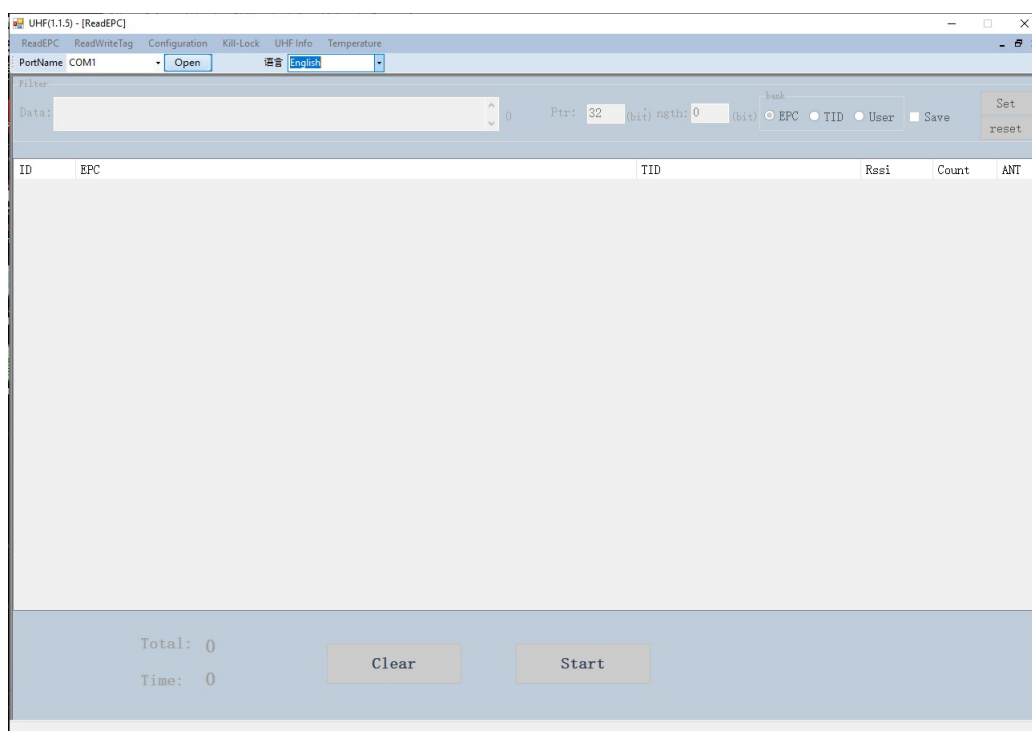 UHF(1.1.5) - [ReadEPC]
ReadEPC ReadWriteTag Configuration Kill-Lock UHF Info Temperature
PortName COM1 Open 语言 English
Filter
Data: 0 Ptr: 32 (bit) ngth: 0 (bit) bank EPC TID User Save Set
reset
ID EPC TID Rssi Count ANT
Total: 0
Time: 0
Clear Start